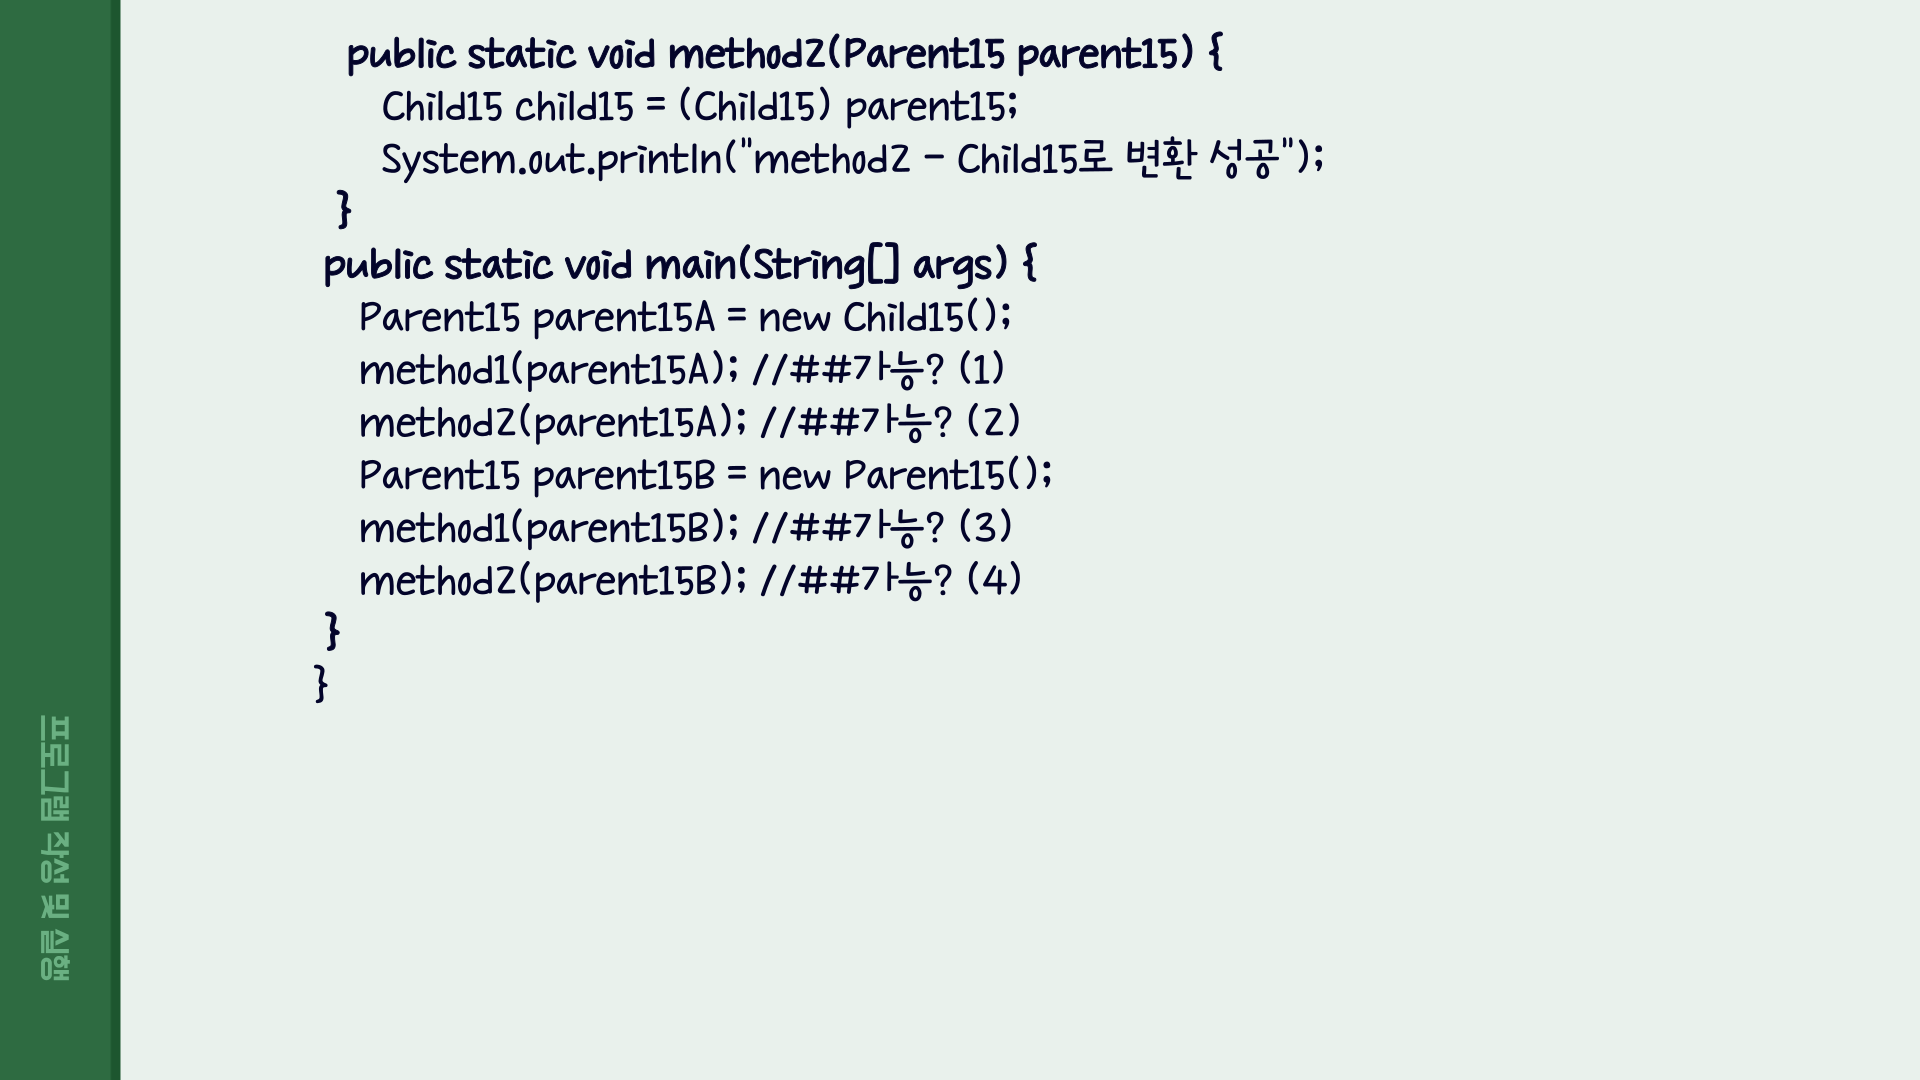 public static void method2(Parent15 parent15) {
Child15 child15 = (Child15) parent15;
System.out.println("method2 - Child15로 변환 성공");
}
public static void main(String[] args) {
Parent15 parent15A = new Child15();
method1(parent15A); //##가능? (1)
method2(parent15A); //##가능? (2)
Parent15 parent15B = new Parent15();
method1(parent15B); //##가능? (3)
method2(parent15B); //##가능? (4)
}
}
프로그램 작성 및 실행